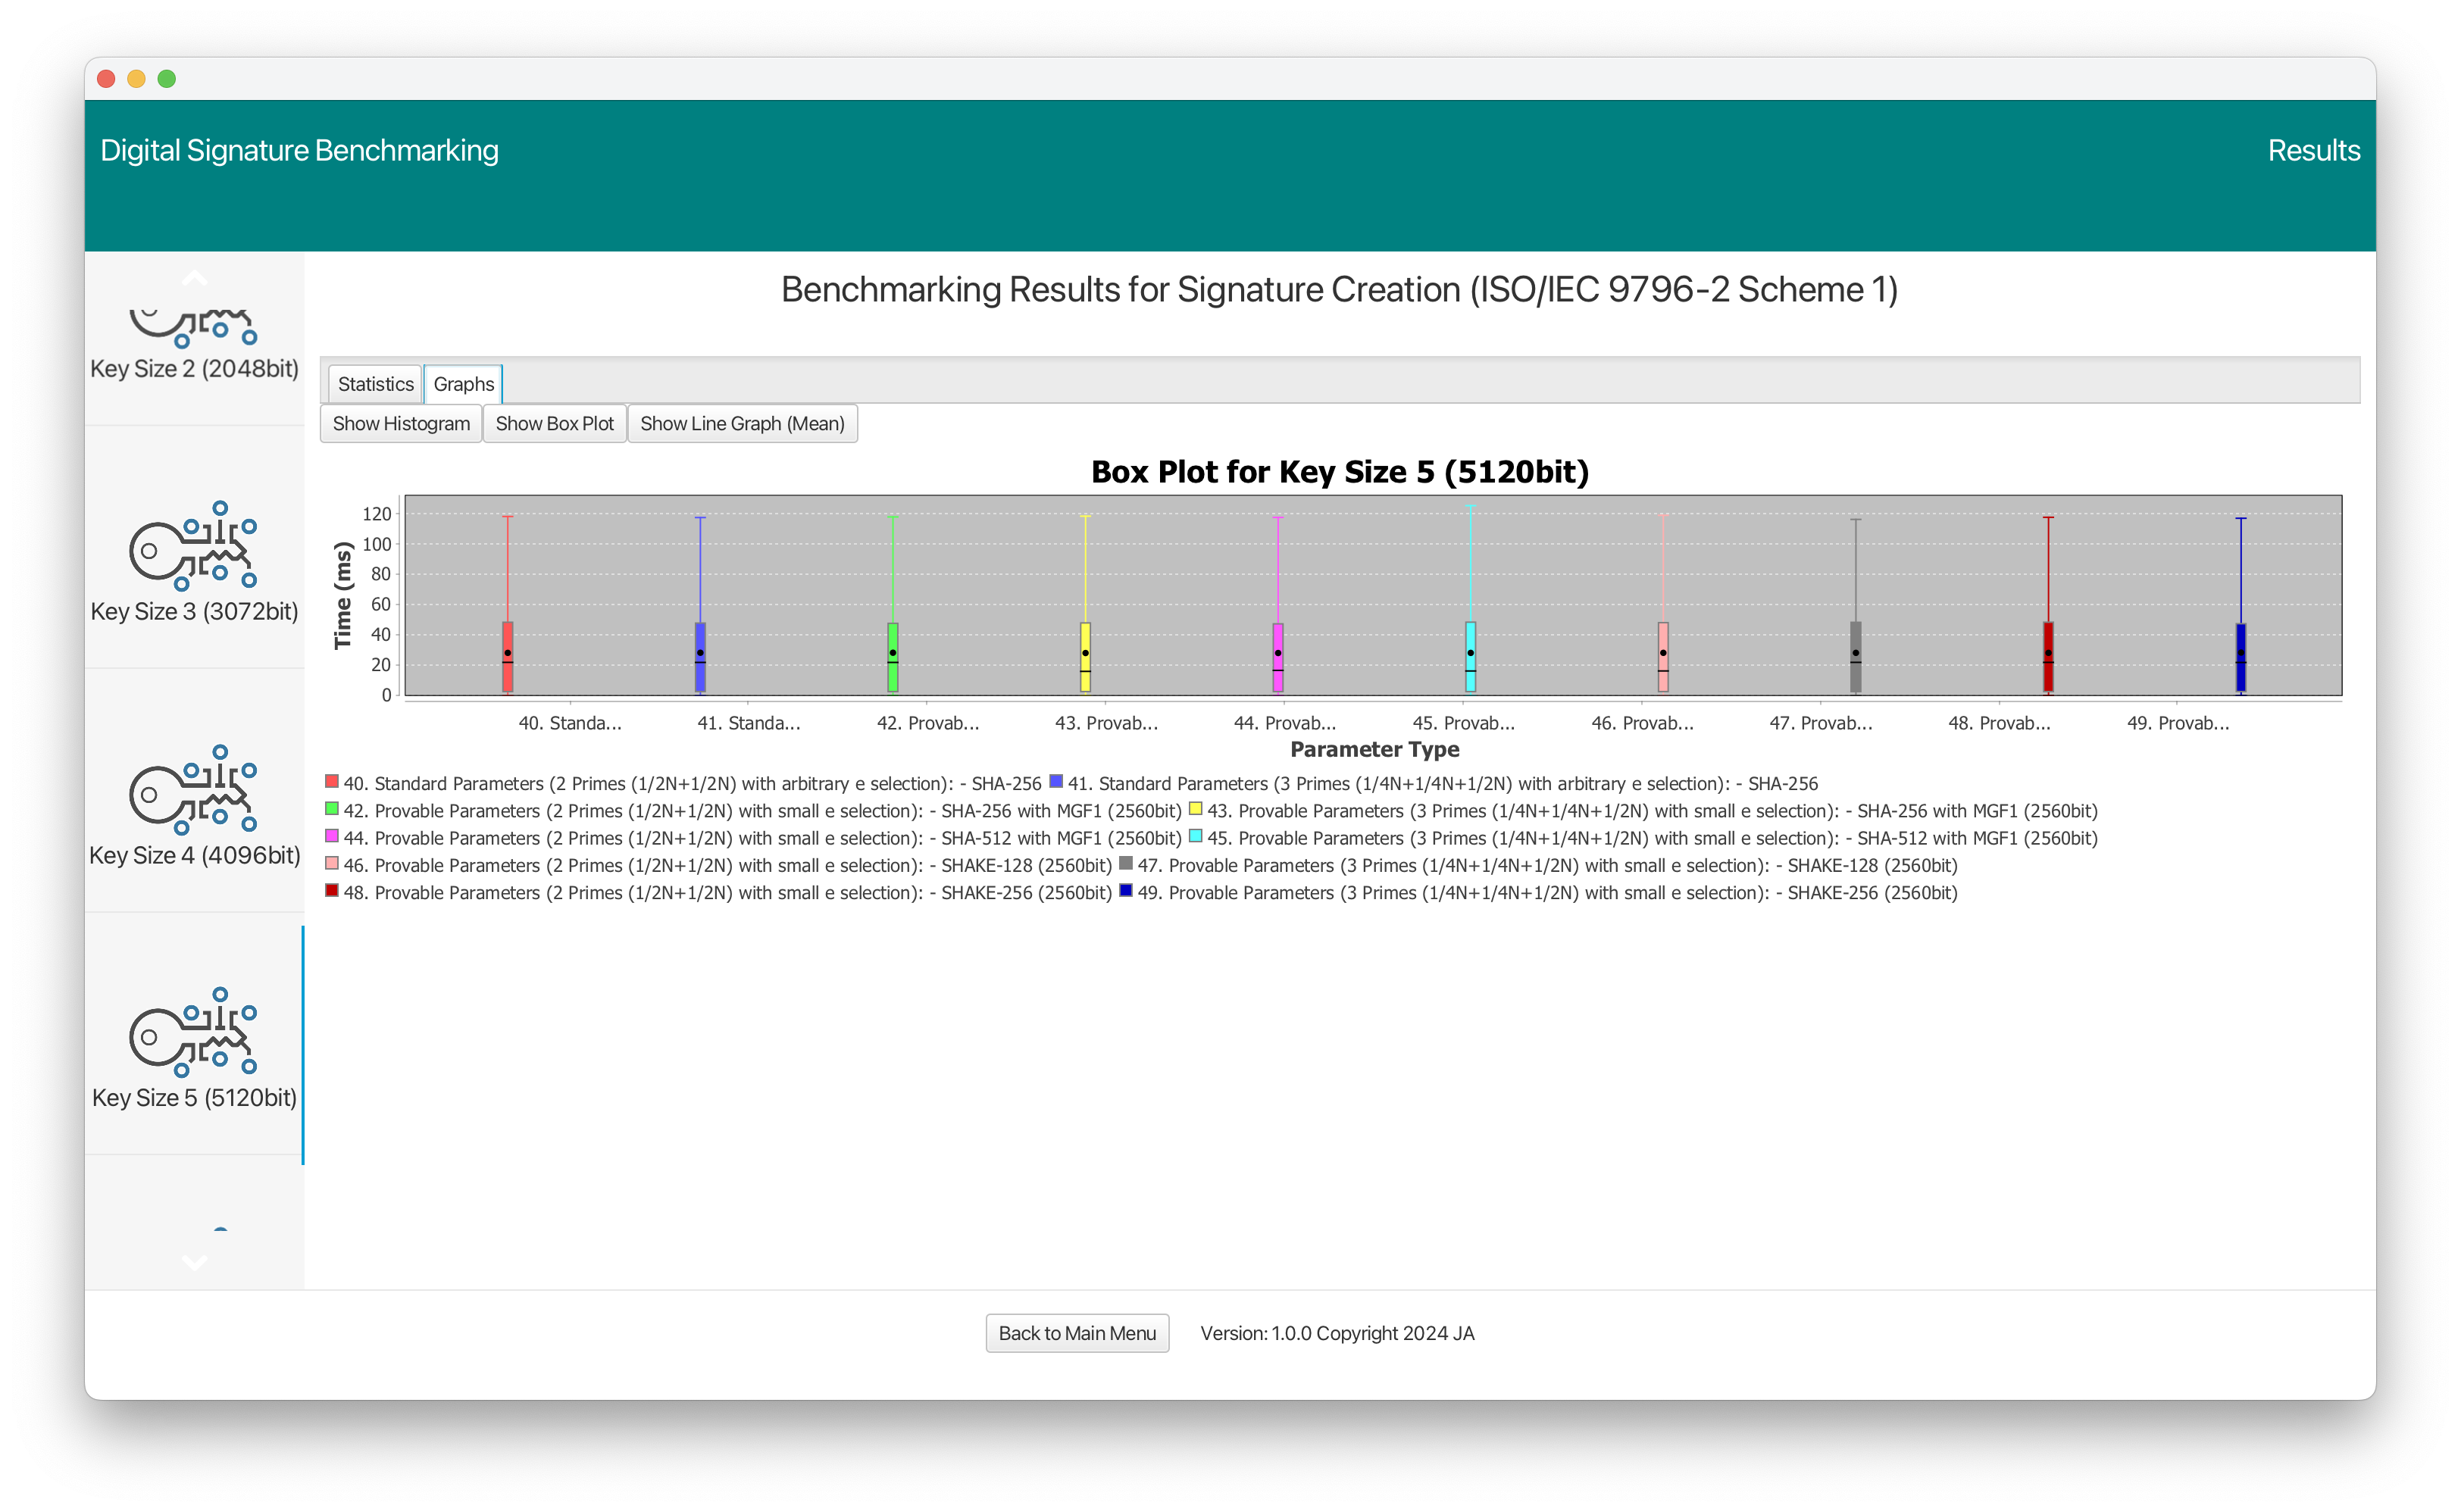 Digital Signature Benchmarking
Results
Key Size 2 (2048bit)
Key Size 3 (3072bit)
Key Size 4 (4096bit)
Key Size 5 (5120bit)
Benchmarking Results for Signature Creation (ISO/IEC 9796-2 Scheme 1)
Statistics Graphs
Show Histogram Show Box Plot Show Line Graph (Mean)
Box Plot for Key Size 5 (5120bit)
Time (ms)
120
100
80
60
40
20
0
40. Standa... 41. Standa... 42. Provab... 43. Provab... 44. Provab... 45. Provab... 46. Provab... 47. Provab... 48. Provab... 49. Provab...
Parameter Type
40. Standard Parameters (2 Primes (1/2N+1/2N) with arbitrary e selection): - SHA-256 41. Standard Parameters (3 Primes (1/4N+1/4N+1/2N) with arbitrary e selection): - SHA-256
42. Provable Parameters (2 Primes (1/2N+1/2N) with small e selection): - SHA-256 with MGF1 (2560bit) 43. Provable Parameters (3 Primes (1/4N+1/4N+1/2N) with small e selection): - SHA-256 with MGF1 (2560bit)
44. Provable Parameters (2 Primes (1/2N+1/2N) with small e selection): - SHA-512 with MGF1 (2560bit) 45. Provable Parameters (3 Primes (1/4N+1/4N+1/2N) with small e selection): - SHA-512 with MGF1 (2560bit)
46. Provable Parameters (2 Primes (1/2N+1/2N) with small e selection): - SHAKE-128 (2560bit) 47. Provable Parameters (3 Primes (1/4N+1/4N+1/2N) with small e selection): - SHAKE-128 (2560bit)
48. Provable Parameters (2 Primes (1/2N+1/2N) with small e selection): - SHAKE-256 (2560bit) 49. Provable Parameters (3 Primes (1/4N+1/4N+1/2N) with small e selection): - SHAKE-256 (2560bit)
Back to Main Menu Version: 1.0.0 Copyright 2024 JA